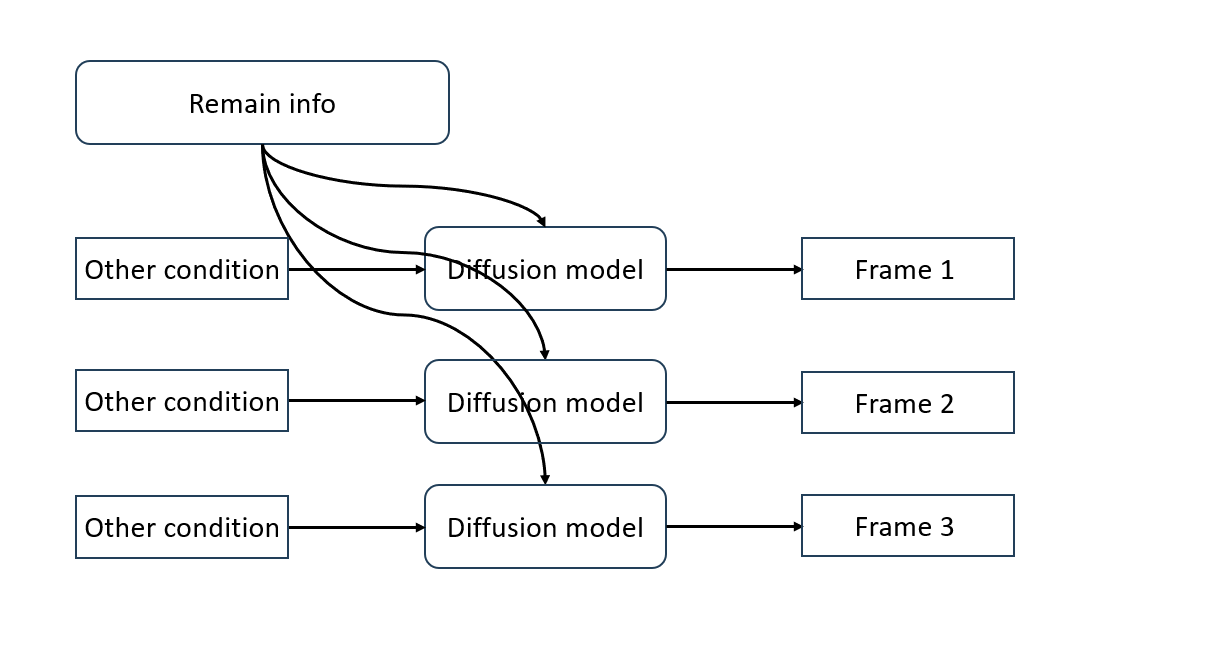 Remain info
Other condition
Diffusion model
Frame 1
Other condition
Diffusion model
Frame 2
Other condition
Diffusion model
Frame 3